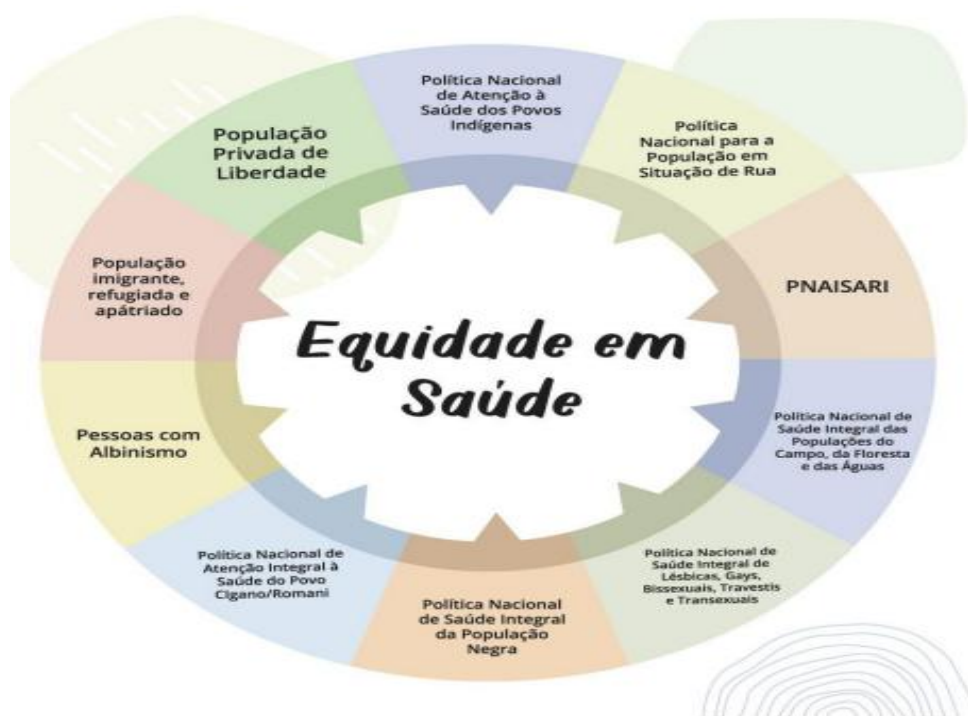 Política Nacional
de Atenção à
Saúde dos Povos
Indígenas
Política
Nacional para a
População em
Situação de Rua
PNAISARI
Política Nacional de
Saúde Integral das
Populações do
Campo, da Floresta
e das Águas
Política Nacional de
Saúde Integral de
Lésbicas, Gays,
Bissexuais, Travestis
e Transexuais
Política Nacional
de Saúde Integral
da População
Negra
Política Nacional de
Atenção Integral à
Saúde do Povo
Cigano/Romani
Pessoas com
Albinismo
População
imigrante,
refugiada e
apátriado
População
Privada de
Liberdade
Equidade em
Saúde